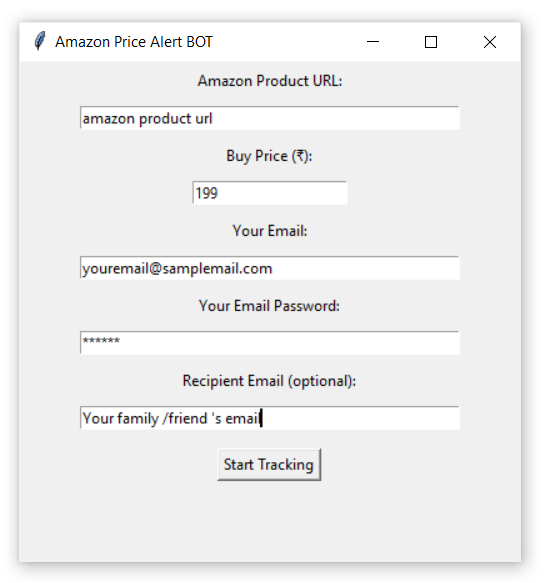 Amazon Price Alert BOT
Amazon Product URL:
amazon product url
Buy Price (₹):
199
Your Email:
youremail@samplemail.com
Your Email Password:
******
Recipient Email (optional):
Your family /friend 's email
Start Tracking